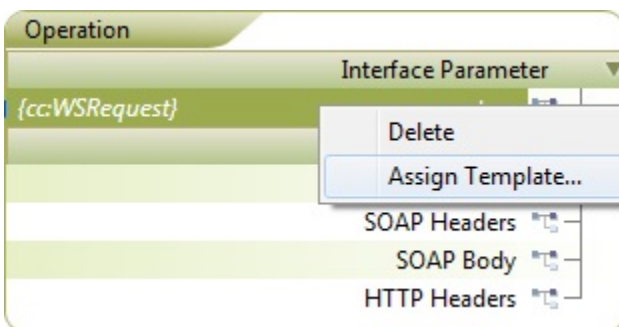 Operation
Interface Parameter
{cc:WSRequest}
Delete
Assign Template...
SOAP Headers
SOAP Body
HTTP Headers